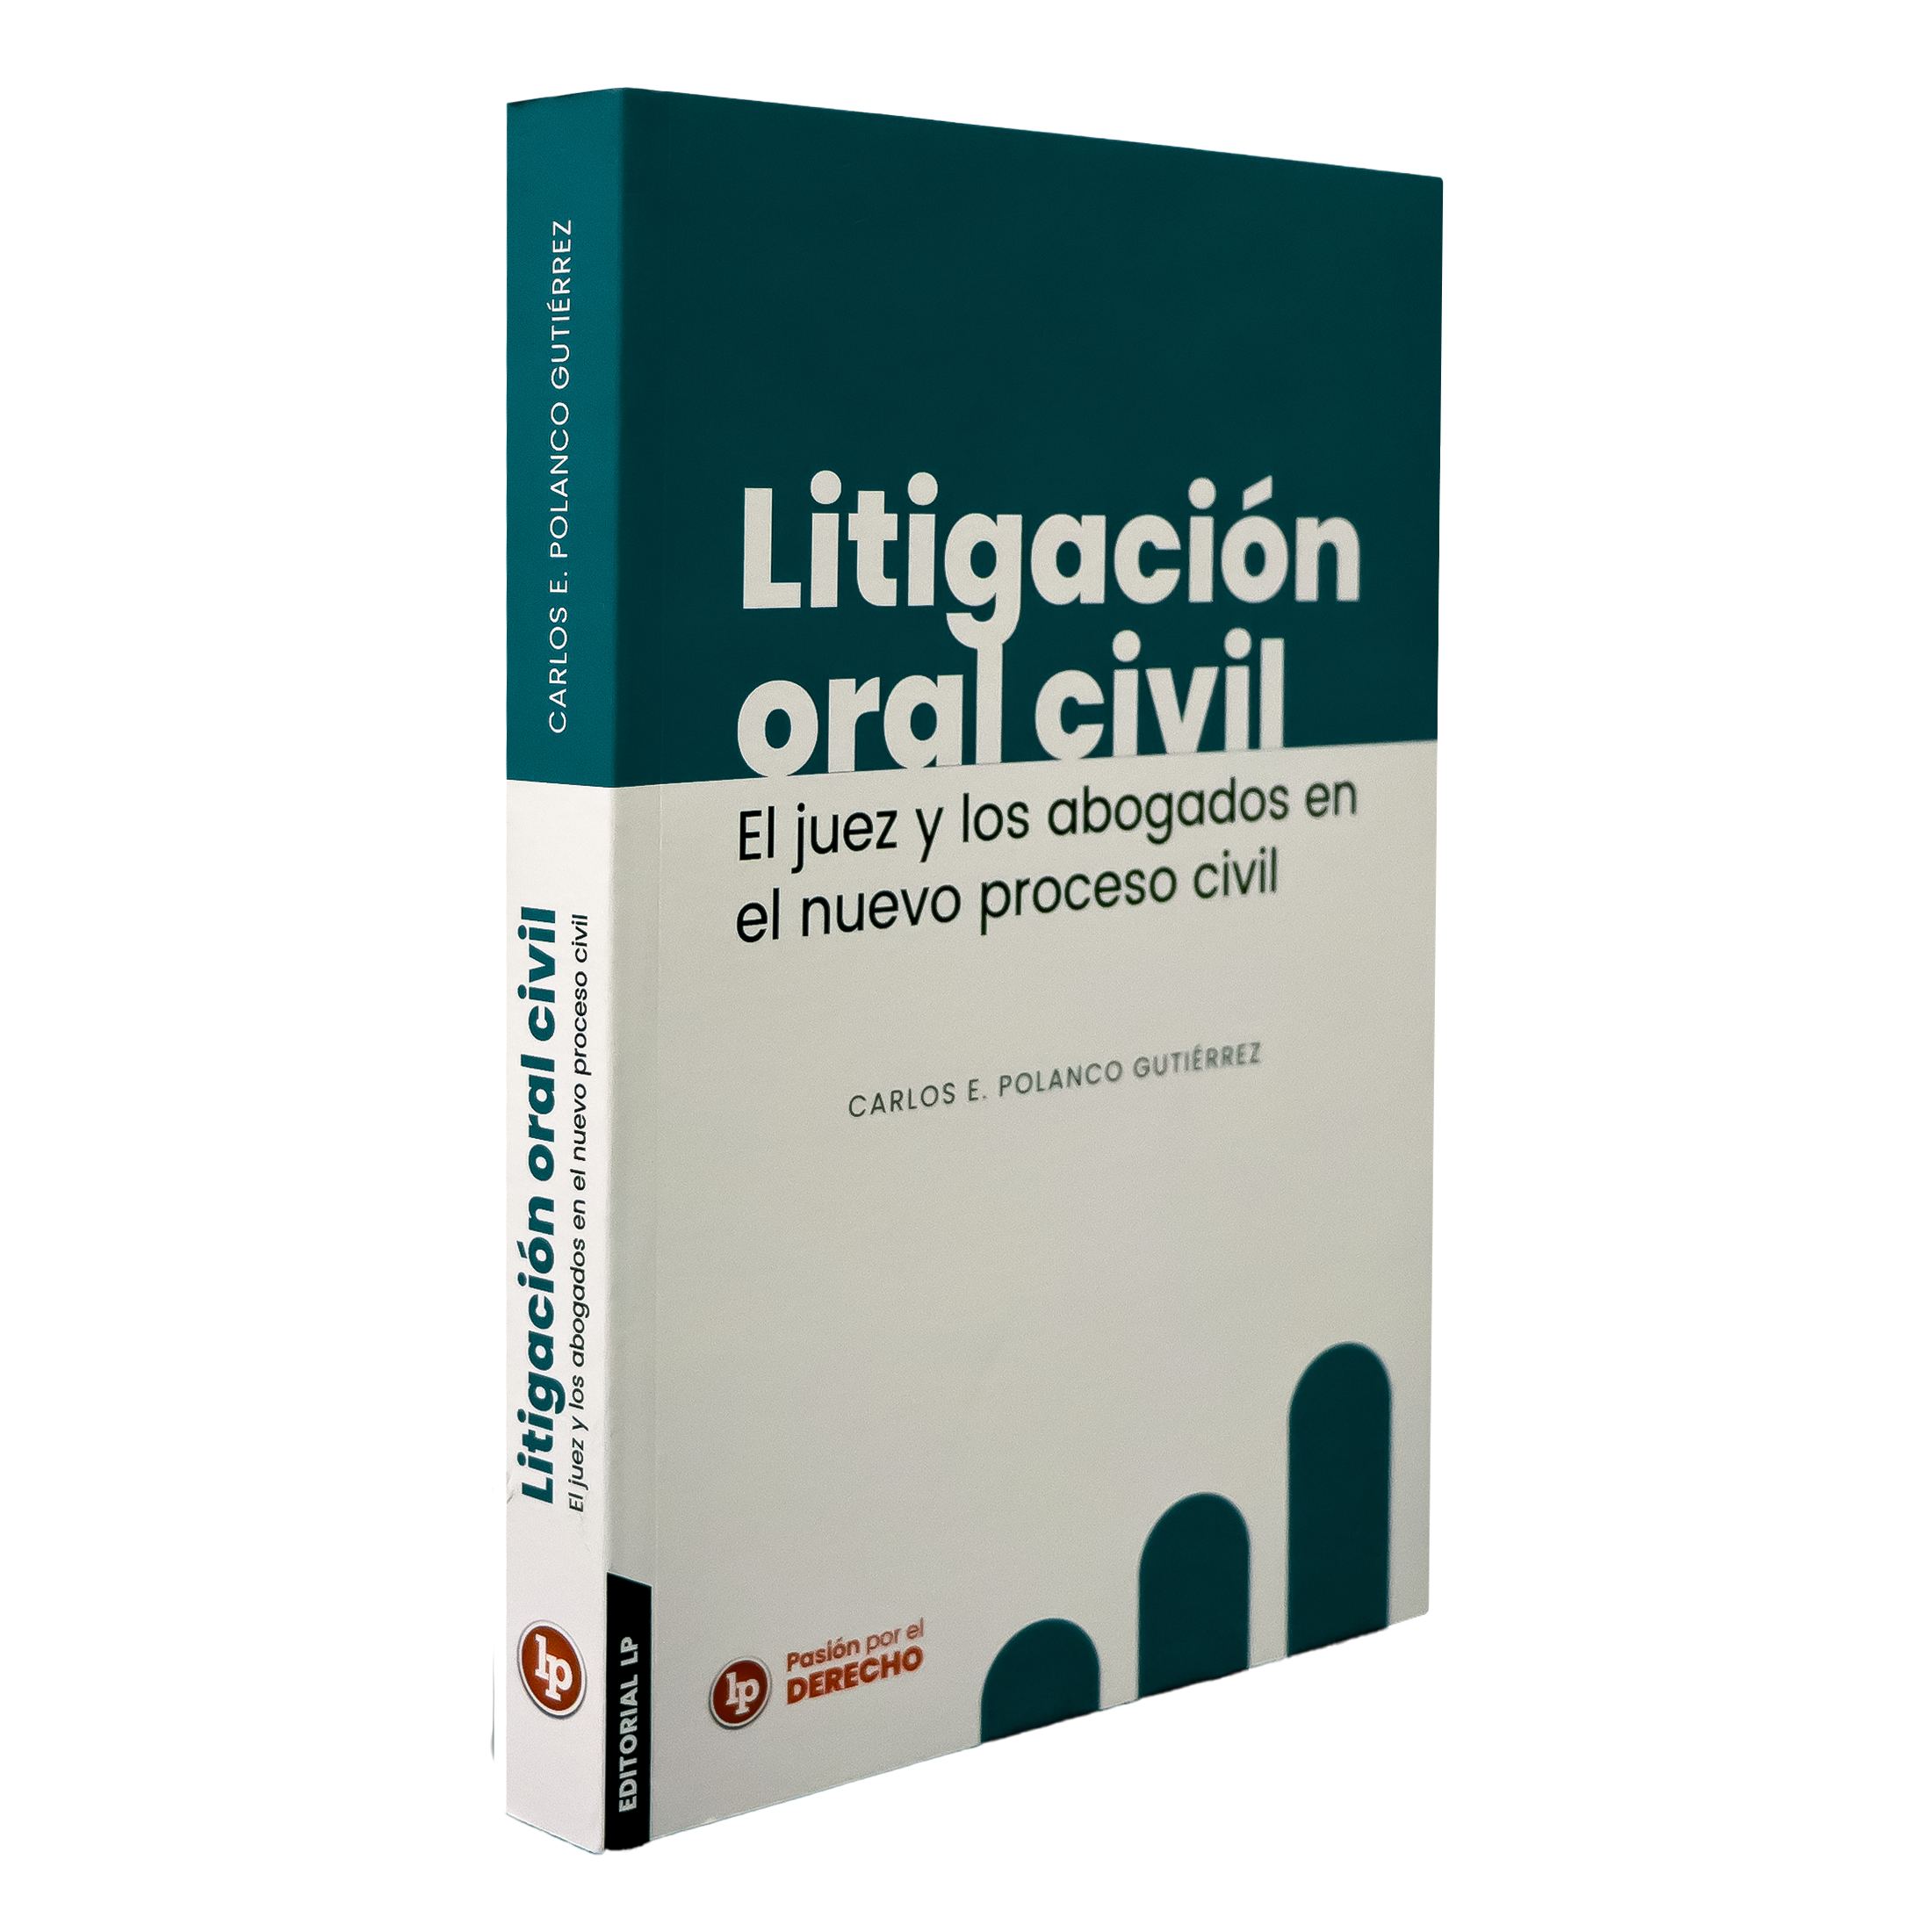 CARLOS E. POLANCO GUTIÉRREZ
Litigación oral civil
El juez y los abogados en el nuevo proceso civil
lp
EDITORIAL LP
Litigación
oral civil
El juez y los abogados en
el nuevo proceso civil
CARLOS E. POLANCO GUTIÉRREZ
lp
Pasión por el
DERECHO